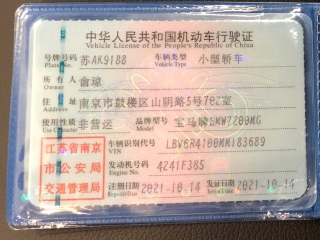 中华人民共和国机动车行驶证
Vehicle License of the People's Republic of China
号牌号码 苏AK9188 车辆类型 小型轿车
Plate No. Vehicle Type
所有人 俞琼
Owner
住址 南京市鼓楼区山阴路5号702室
Address
使用性质 非营运 品牌型号 宝马牌BMW7200MG
Use Character Model
江苏省南京 车辆识别代号 LBV6R4100MM183689
VIN
市公安局 发动机号码 4241F385
Engine No.
交通管理局 注册日期 2021-10-14 发证日期 2021-10-14
Register Date Issue Date